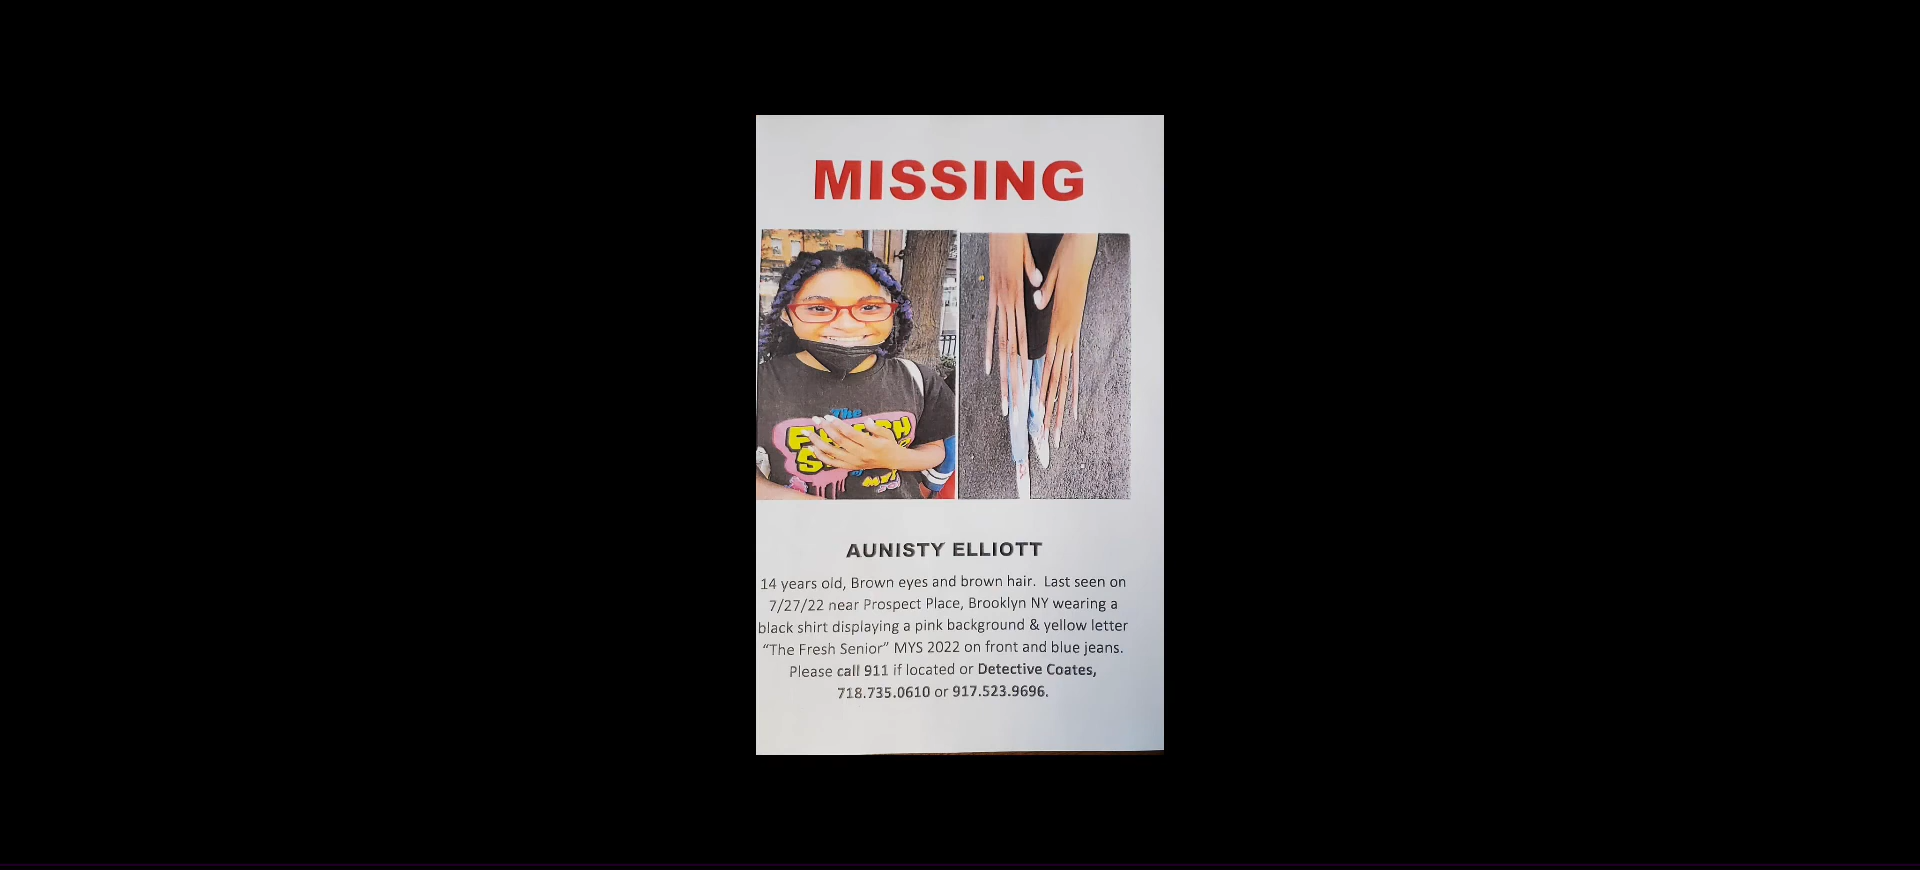 MISSING
The
MYS
AUNISTY ELLIOTT
14 years old, Brown eyes and brown hair. Last seen on
7/27/22 near Prospect Place, Brooklyn NY wearing a
black shirt displaying a pink background & yellow letter
“The Fresh Senior” MYS 2022 on front and blue jeans.
Please call 911 if located or Detective Coates,
718.735.0610 or 917.523.9696.